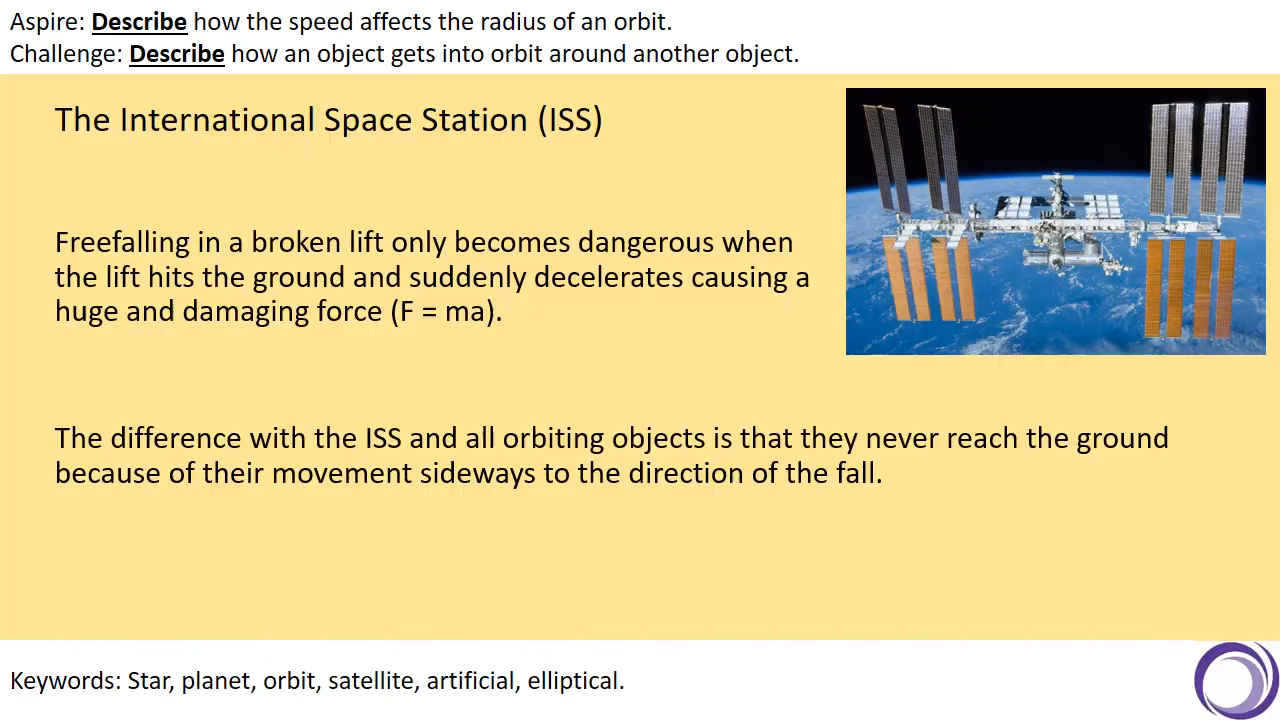 Aspire: Describe how the speed affects the radius of an orbit.
Challenge: Describe how an object gets into orbit around another object.
The International Space Station (ISS)
Freefalling in a broken lift only becomes dangerous when
the lift hits the ground and suddenly decelerates causing a
huge and damaging force (F = ma).
The difference with the ISS and all orbiting objects is that they never reach the ground
because of their movement sideways to the direction of the fall.
Keywords: Star, planet, orbit, satellite, artificial, elliptical.